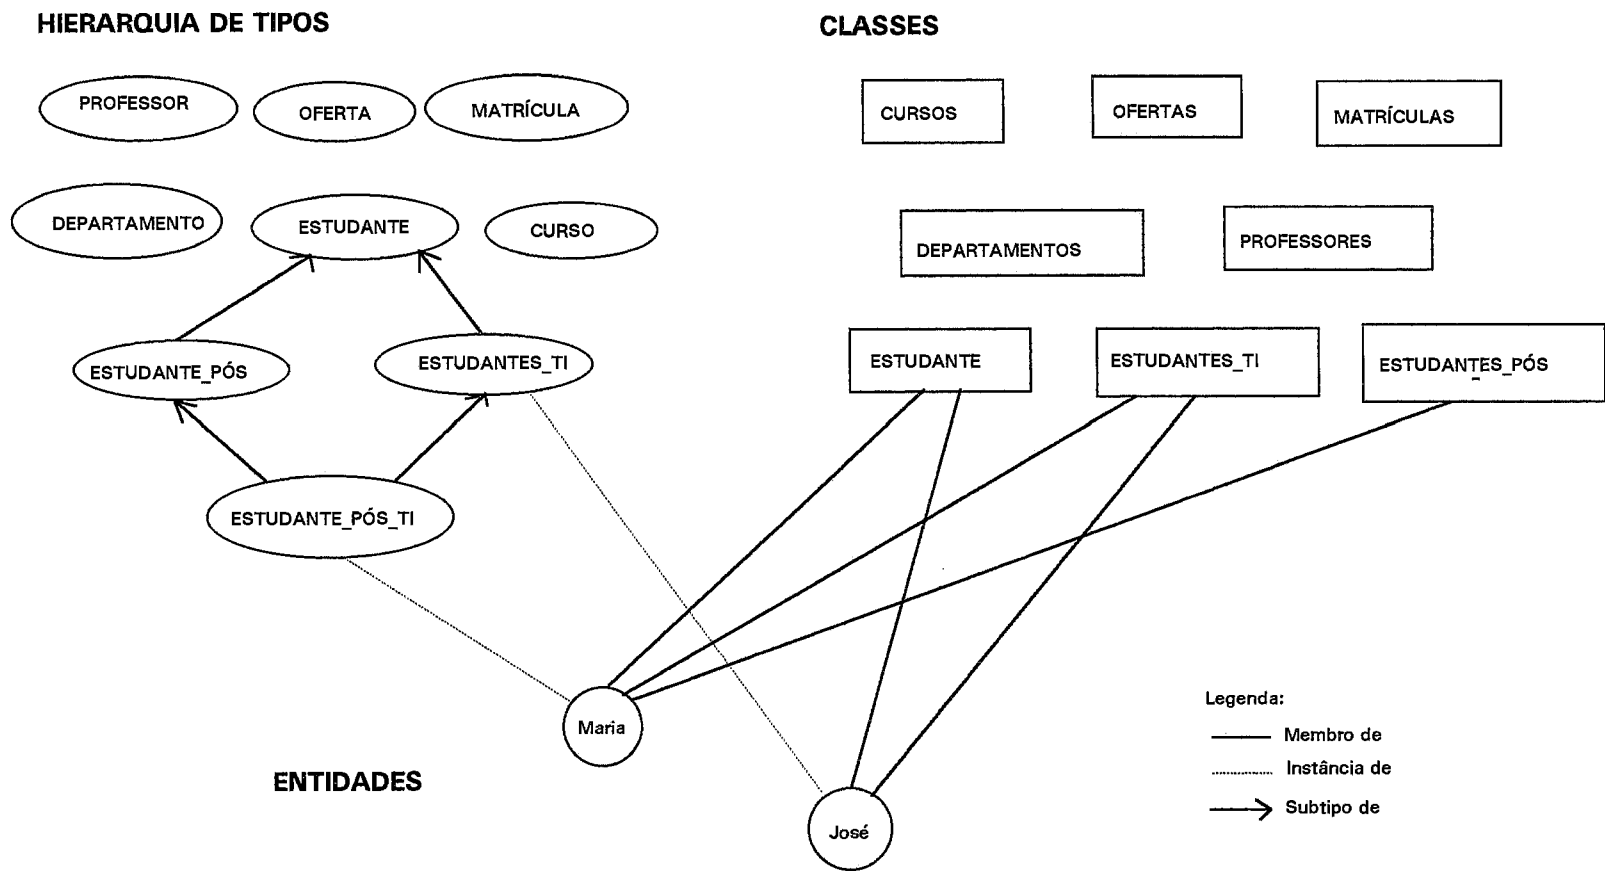 HIERARQUIA DE TIPOS
CLASSES
PROFESSOR
OFERTA
MATRÍCULA
CURSOS
OFERTAS
MATRÍCULAS
DEPARTAMENTO
ESTUDANTE
CURSO
DEPARTAMENTOS
PROFESSORES
ESTUDANTE_PÓS
ESTUDANTES_TI
ESTUDANTE
ESTUDANTES_TI
ESTUDANTES_PÓS
ESTUDANTE_PÓS_TI
Maria
José
ENTIDADES
Legenda:
Membro de
Instância de
Subtipo de